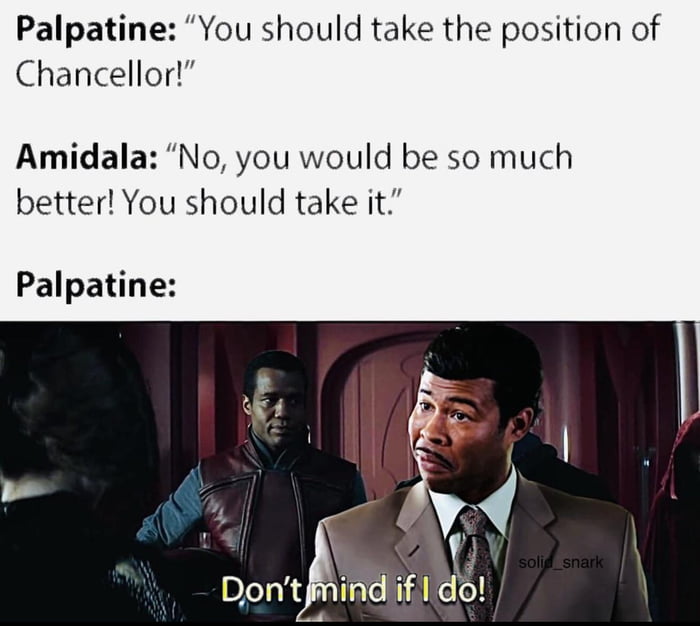 Palpatine: “You should take the position of
Chancellor!”
Amidala: “No, you would be so much
better! You should take it.”
Palpatine:
solid_snark
Don't mind if I do!